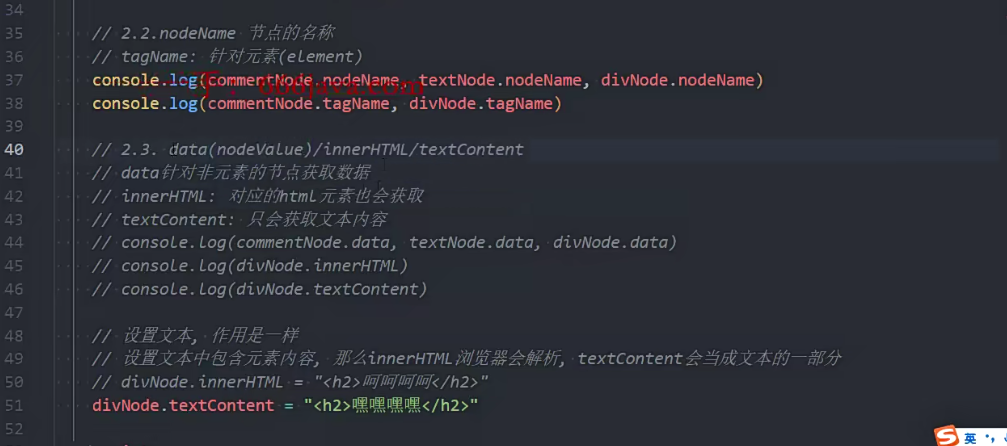 34
35 // 2.2.nodeName 节点的名称
36 // tagName: 针对元素(element)
37 console.log(commentNode.nodeName, textNode.nodeName, divNode.nodeName)
38 console.log(commentNode.tagName, divNode.tagName)
39
40 // 2.3. data(nodeValue)/innerHTML/textContent
41 // data针对非元素的节点获取数据
42 // innerHTML: 对应的html元素也会获取
43 // textContent: 只会获取文本内容
44 // console.log(commentNode.data, textNode.data, divNode.data)
45 // console.log(divNode.innerHTML)
46 // console.log(divNode.textContent)
47
48 // 设置文本, 作用是一样
49 // 设置文本中包含元素内容, 那么innerHTML浏览器会解析, textContent会当成文本的一部分
50 // divNode.innerHTML = "<h2>呵呵呵呵</h2>"
51 divNode.textContent = "<h2>嘿嘿嘿嘿</h2>"
52
S 英